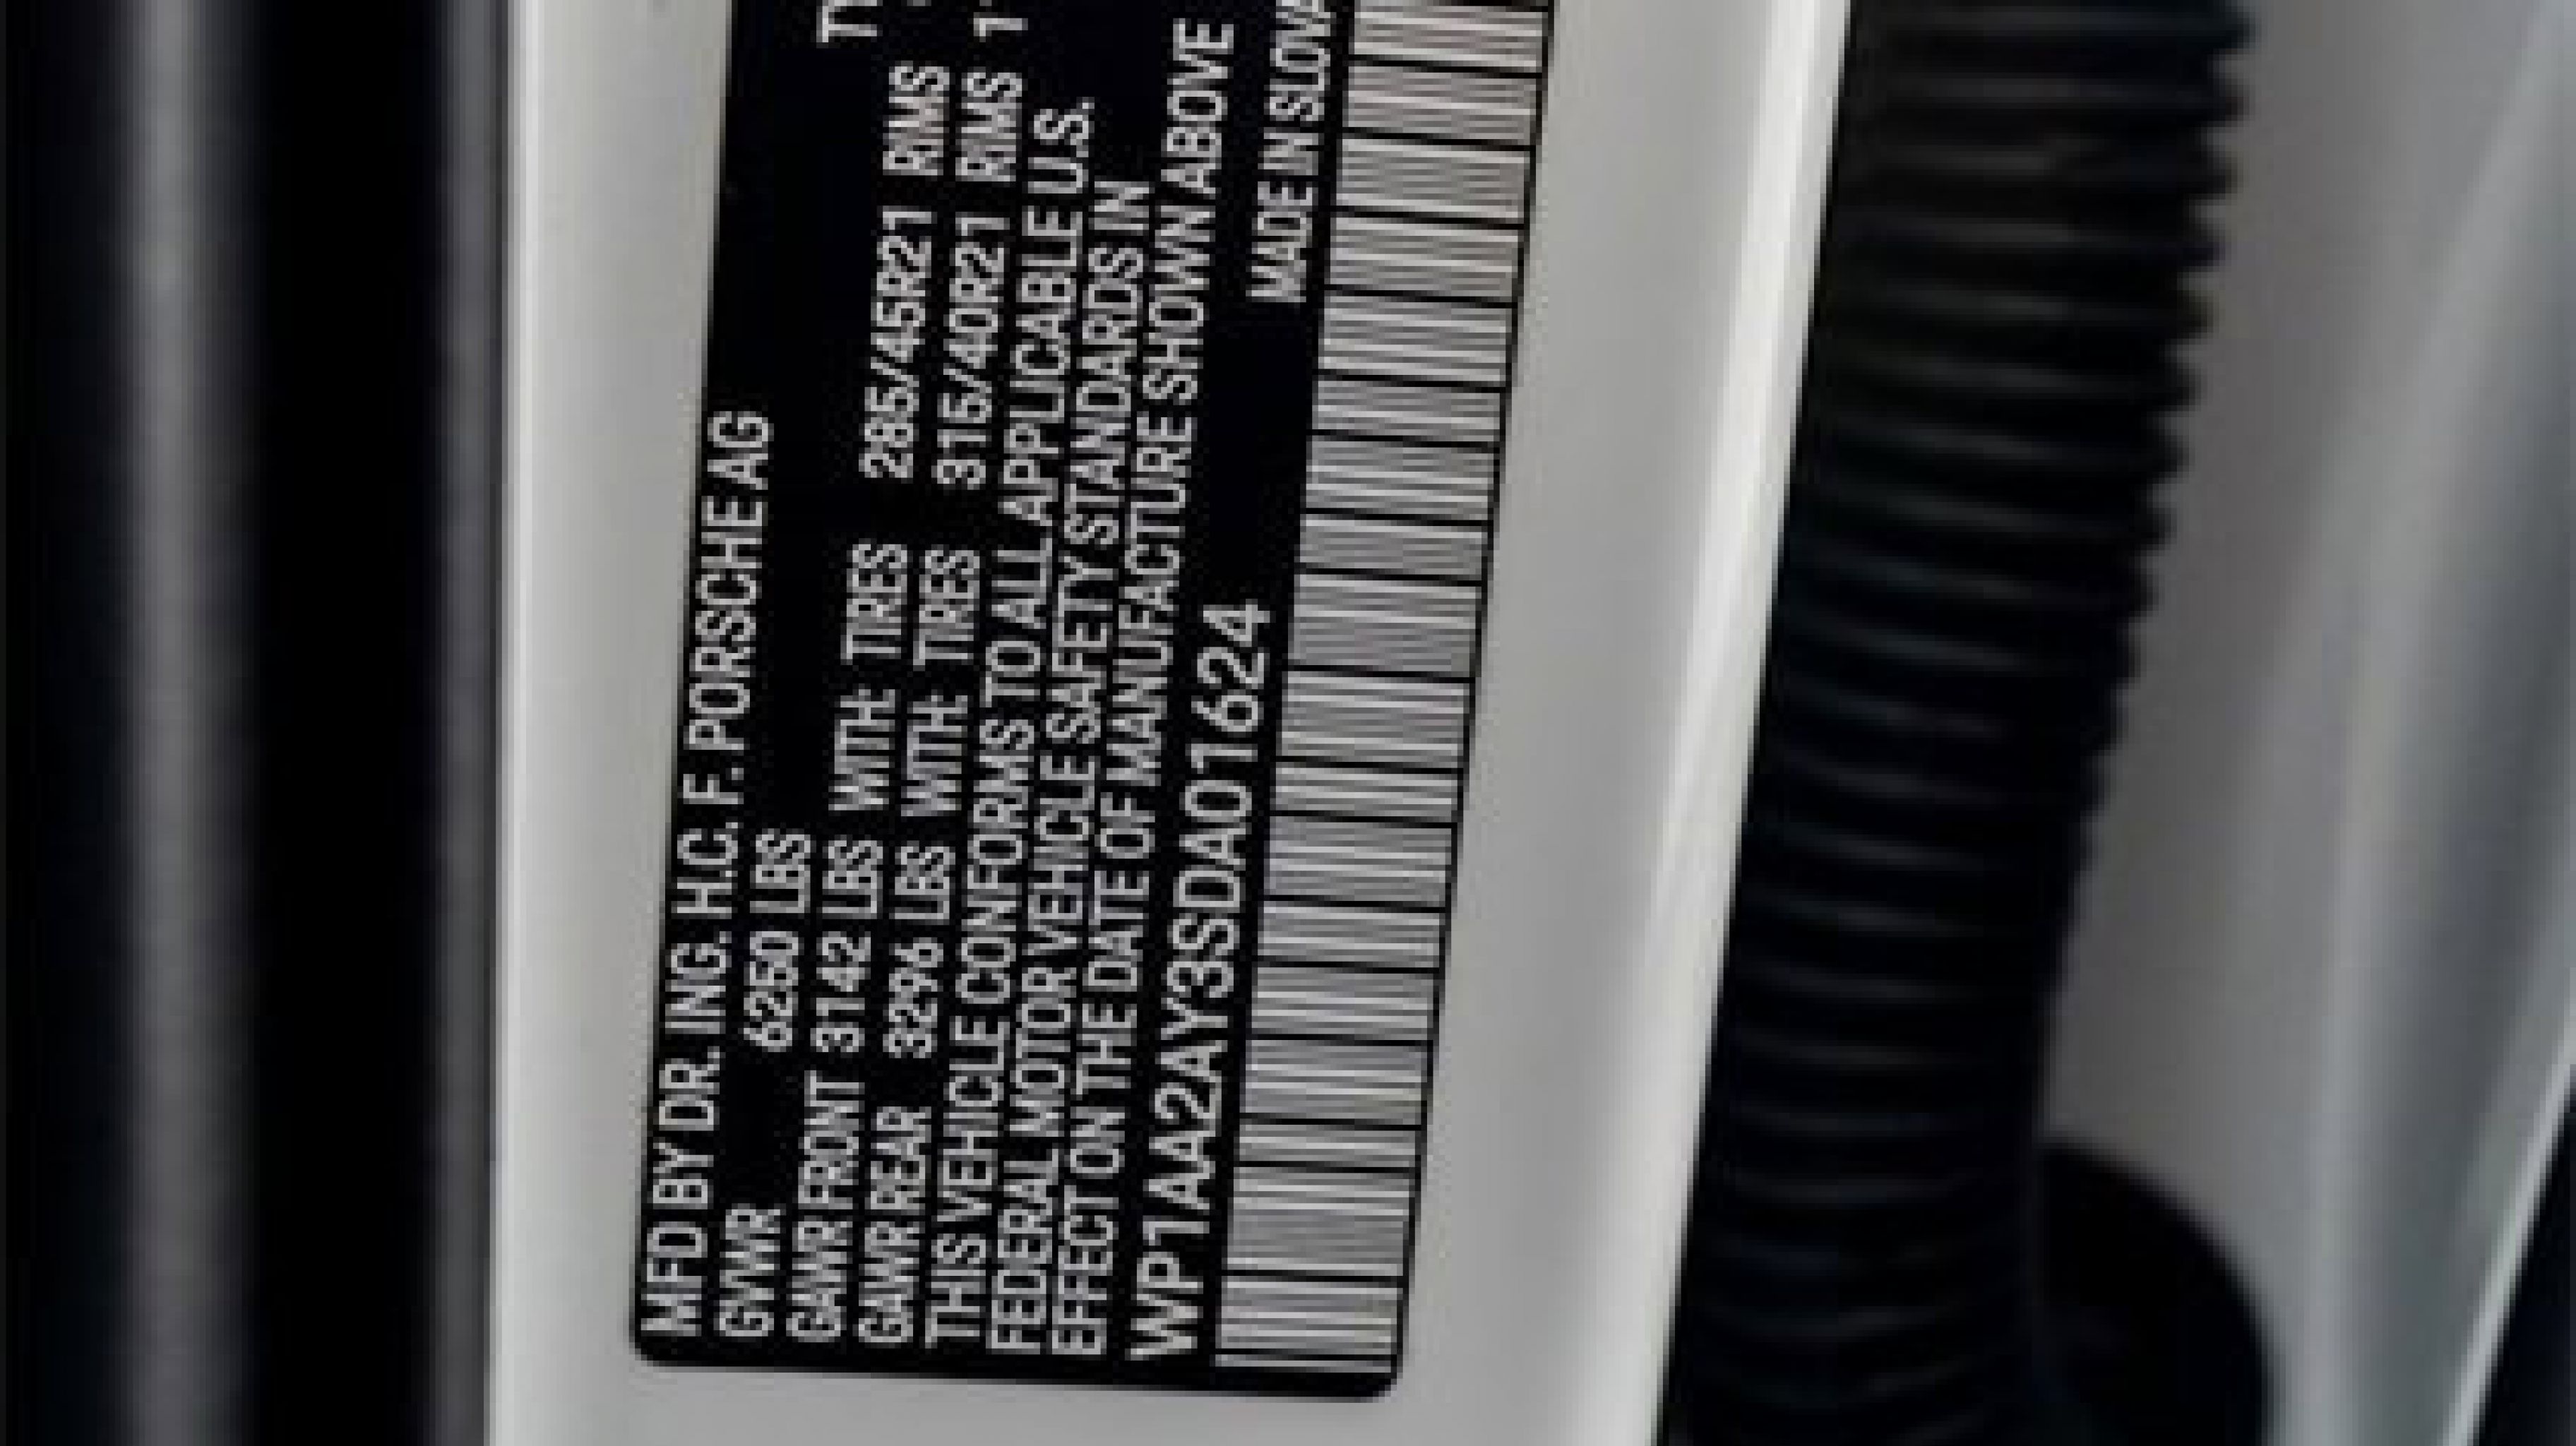 MFD BY DR. ING. H.C. F. PORSCHE AG
GVWR 6250 LBS
GAWR FRONT 3142 LBS WITH: TIRES 285/45R21 RIMS
GAWR REAR 3296 LBS WITH: TIRES 315/40R21 RIMS
THIS VEHICLE CONFORMS TO ALL APPLICABLE U.S.
FEDERAL MOTOR VEHICLE SAFETY STANDARDS IN
EFFECT ON THE DATE OF MANUFACTURE SHOWN ABOVE
WP1AA2AY3SDA01624 MADE IN